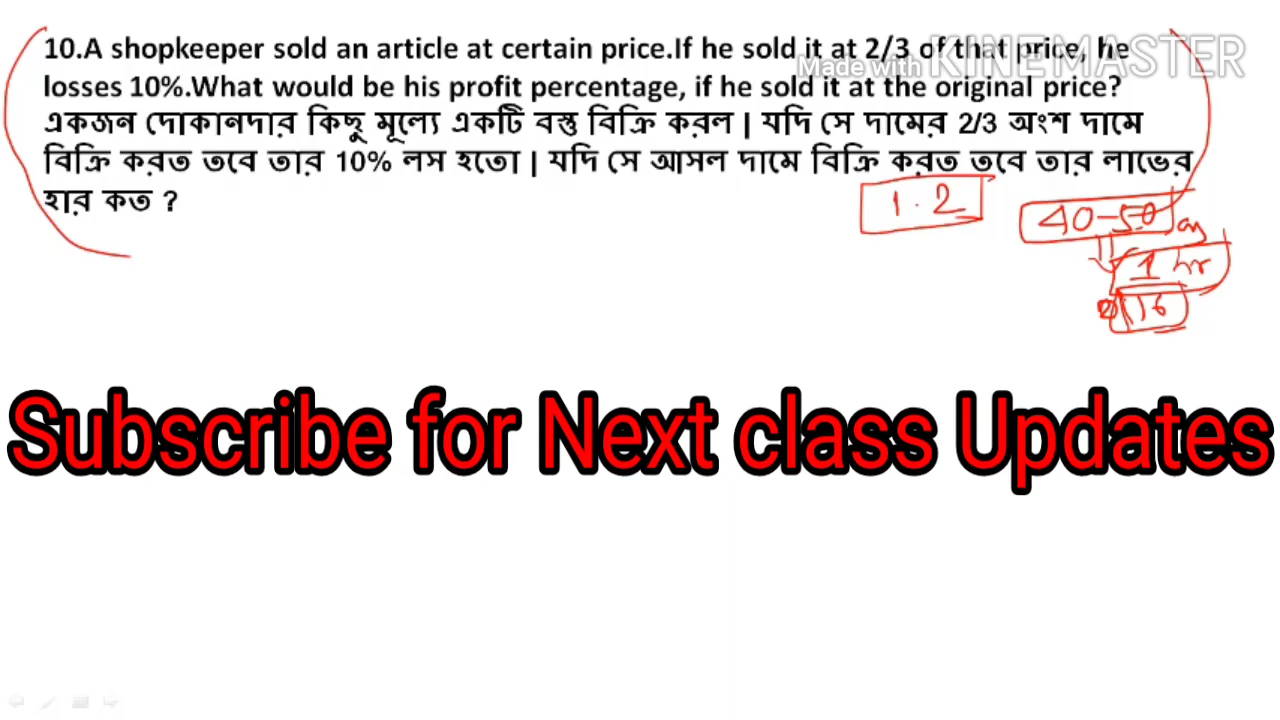 10.A shopkeeper sold an article at certain price.If he sold it at 2/3 of that price, he
Made with KINEMASTER
losses 10%.What would be his profit percentage, if he sold it at the original price?
একজন দোকানদার কিছু মূল্যে একটি বস্তু বিক্রি করল | যদি সে দামের 2/3 অংশ দামে
বিক্রি করত তবে তার 10% লস হতো | যদি সে আসল দামে বিক্রি করত তবে তার লাভের
হার কত ?
1.2
40-50
1 hr
16
Subscribe for Next class Updates